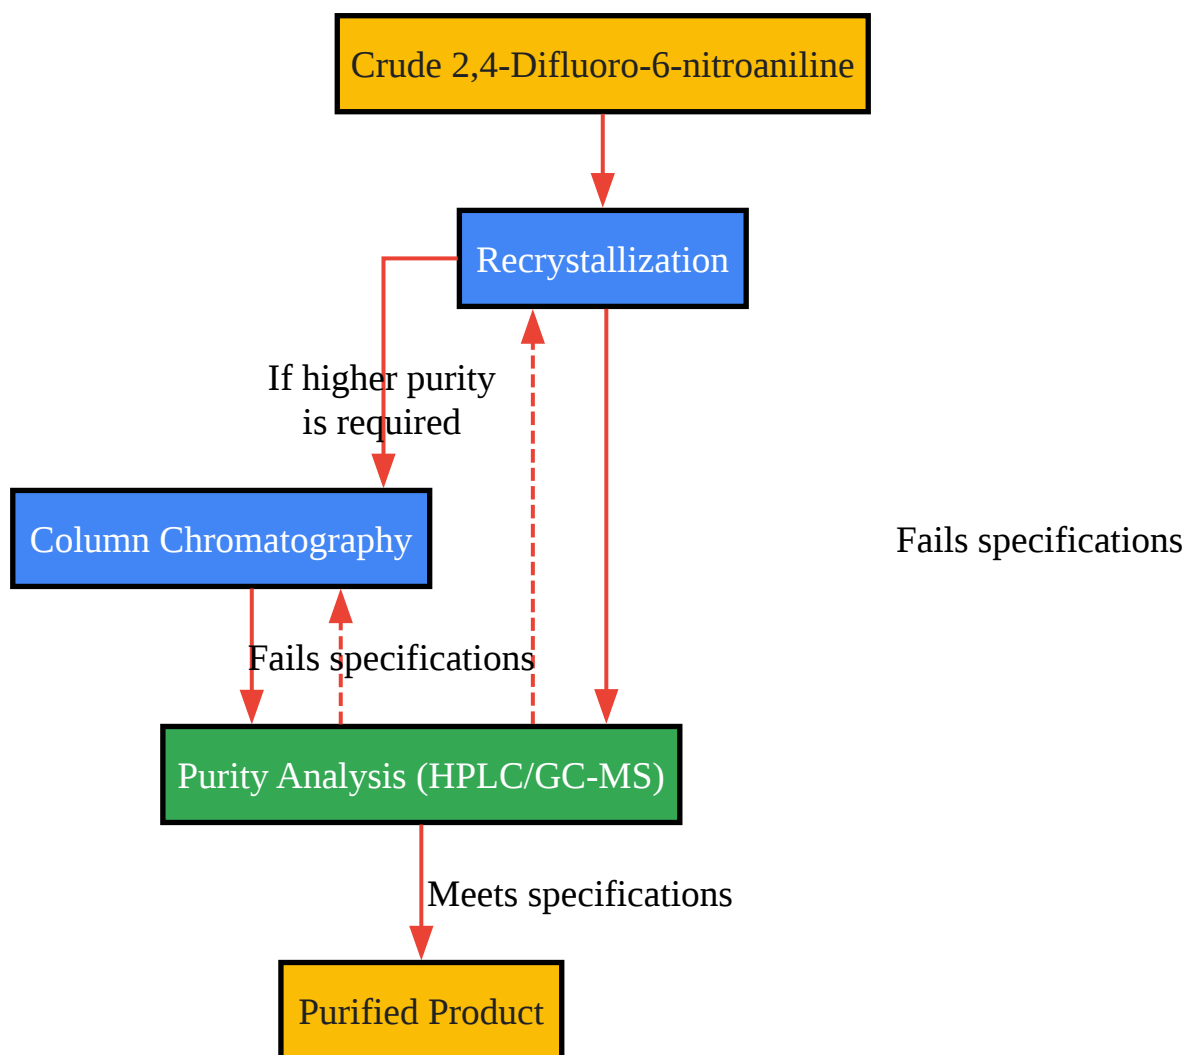 Crude 2,4-Difluoro-6-nitroaniline
Recrystallization
If higher purity
is required
Column Chromatography
Fails specifications
Fails specifications
Purity Analysis (HPLC/GC-MS)
Meets specifications
Purified Product